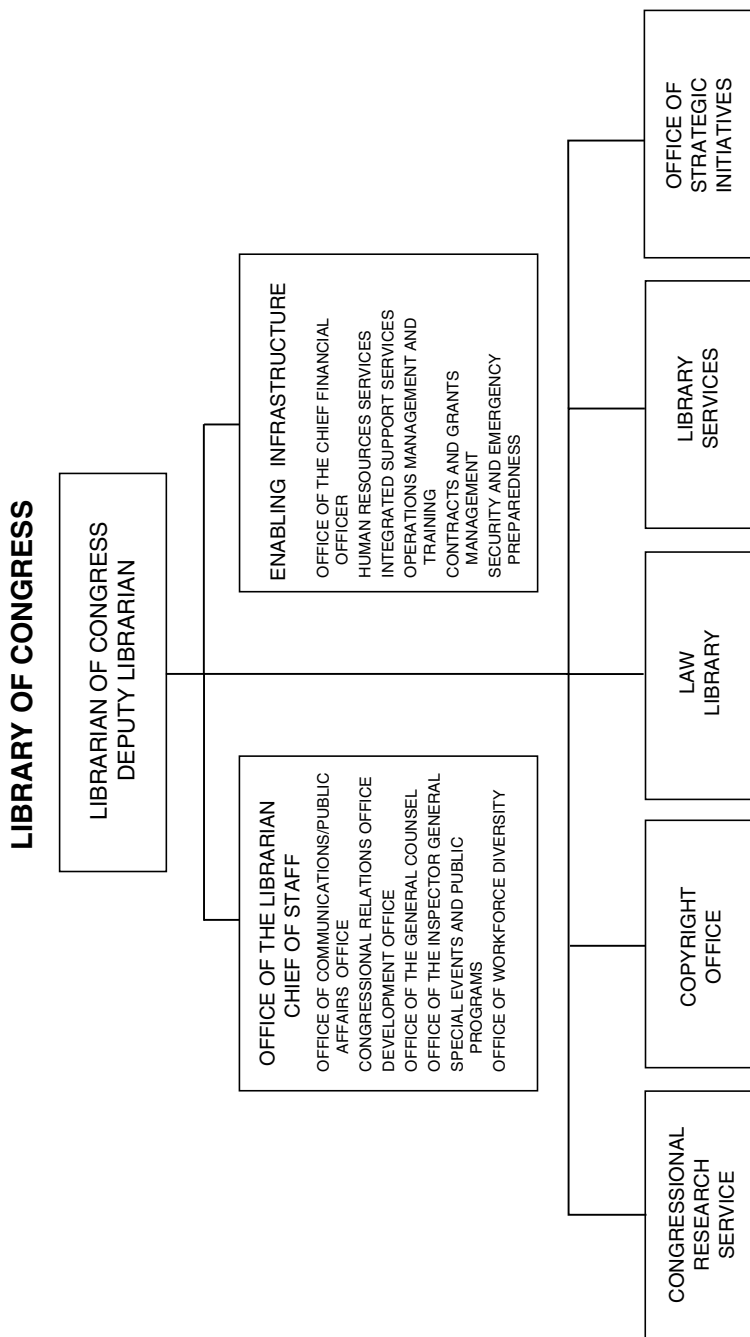 LIBRARY OF CONGRESS
LIBRARIAN OF CONGRESS
DEPUTY LIBRARIAN
OFFICE OF THE LIBRARIAN
CHIEF OF STAFF
OFFICE OF COMMUNICATIONS/PUBLIC
AFFAIRS OFFICE
CONGRESSIONAL RELATIONS OFFICE
DEVELOPMENT OFFICE
OFFICE OF THE GENERAL COUNSEL
OFFICE OF THE INSPECTOR GENERAL
SPECIAL EVENTS AND PUBLIC
PROGRAMS
OFFICE OF WORKFORCE DIVERSITY
ENABLING INFRASTRUCTURE
OFFICE OF THE CHIEF FINANCIAL
OFFICER
HUMAN RESOURCES SERVICES
INTEGRATED SUPPORT SERVICES
OPERATIONS MANAGEMENT AND
TRAINING
CONTRACTS AND GRANTS
MANAGEMENT
SECURITY AND EMERGENCY
PREPAREDNESS
CONGRESSIONAL
RESEARCH
SERVICE
COPYRIGHT
OFFICE
LAW
LIBRARY
LIBRARY
SERVICES
OFFICE OF
STRATEGIC
INITIATIVES